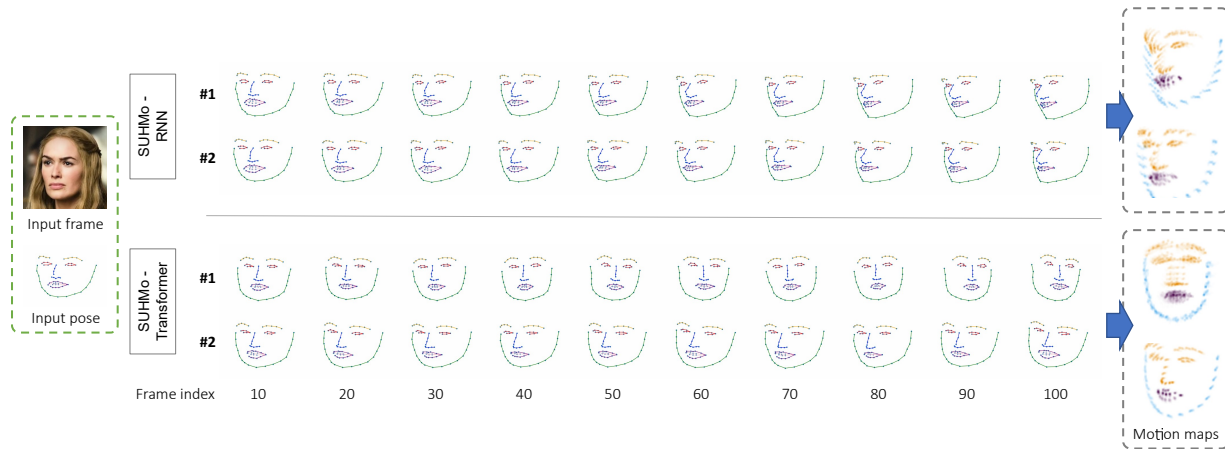 SUHMo -
RNN
#1
#2
Input frame
Input pose
SUHMo -
Transformer
#1
#2
Frame index 10 20 30 40 50 60 70 80 90 100
Motion maps